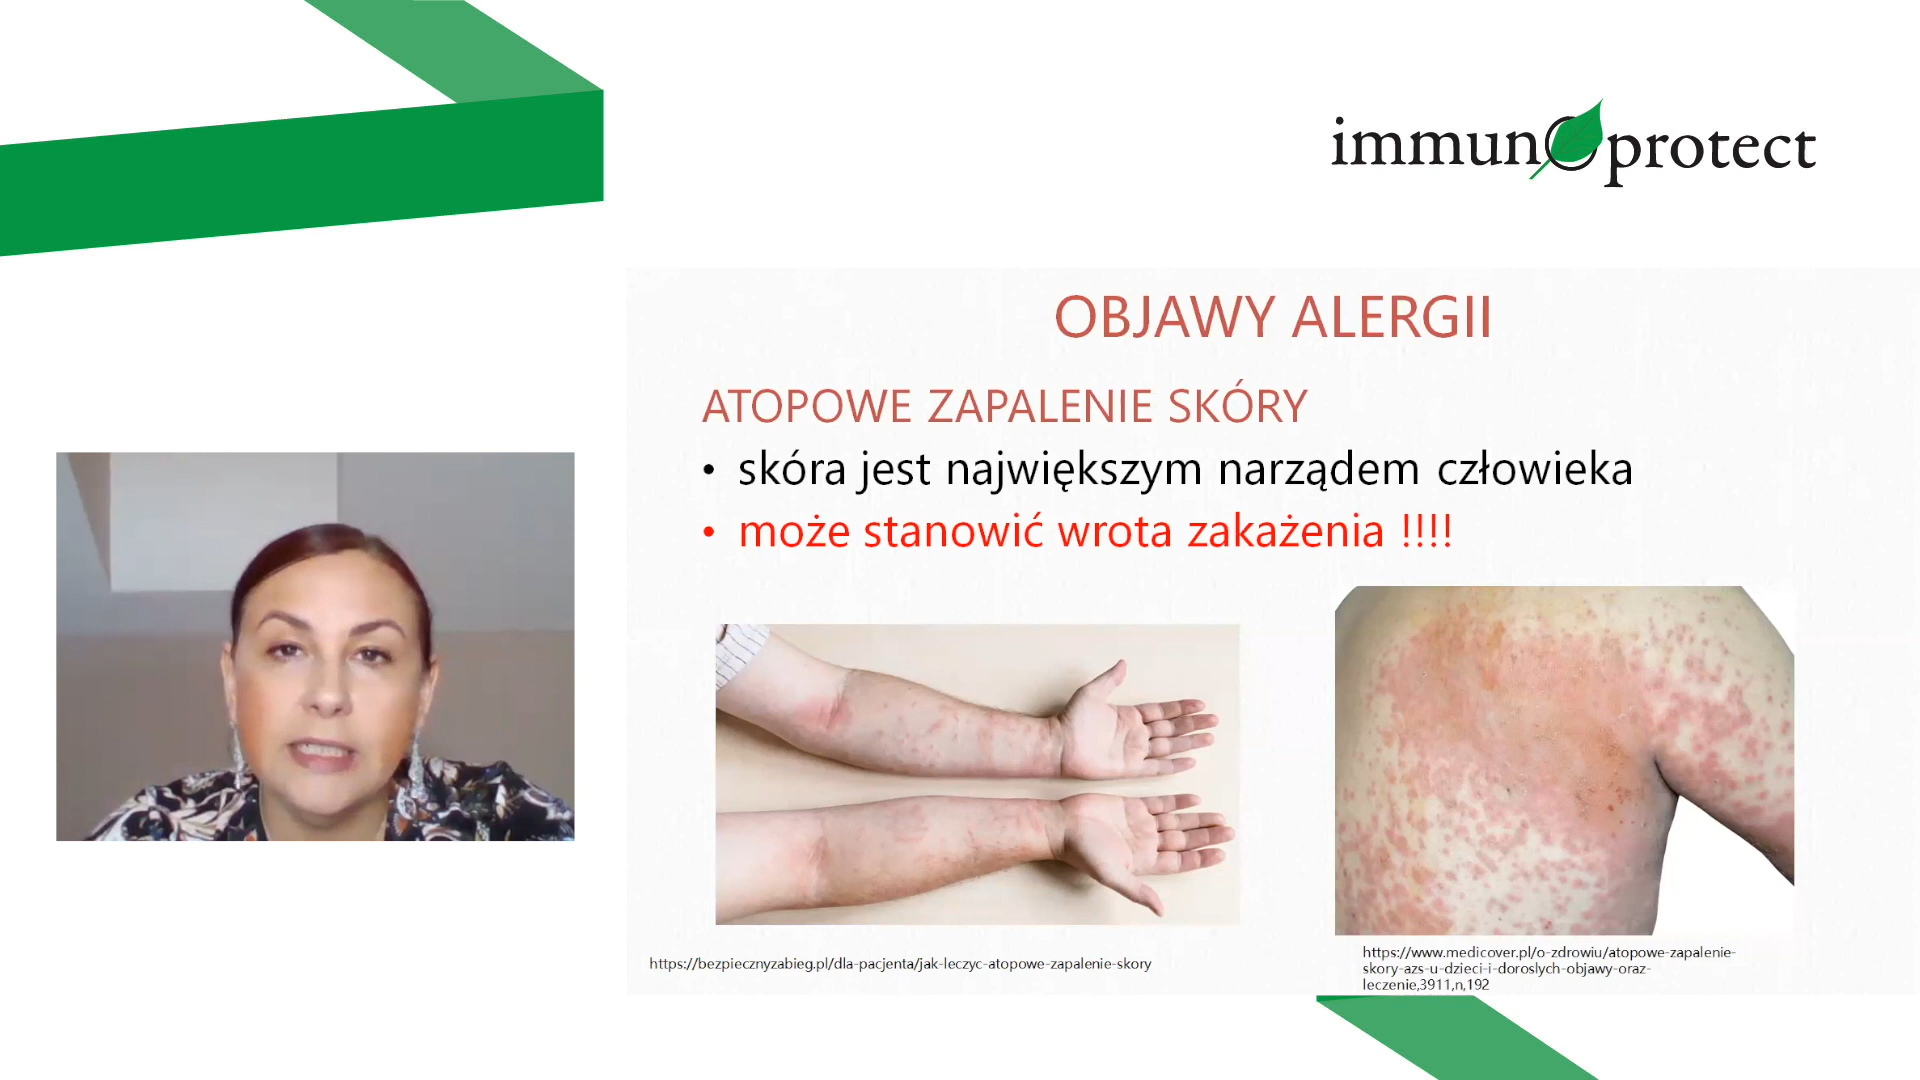 immunoprotect
OBJAWY ALERGII
ATOPOWE ZAPALENIE SKÓRY
• skóra jest największym narządem człowieka
• może stanowić wrota zakażenia !!!!
https://bezpiecznyzabieg.pl/dla-pacjenta/jak-leczyc-atopowe-zapalenie-skory
https://www.medicover.pl/o-zdrowiu/atopowe-zapalenie-
skory-azs-u-dzieci-i-doroslych-objawy-oraz-
leczenie,3911,n,192